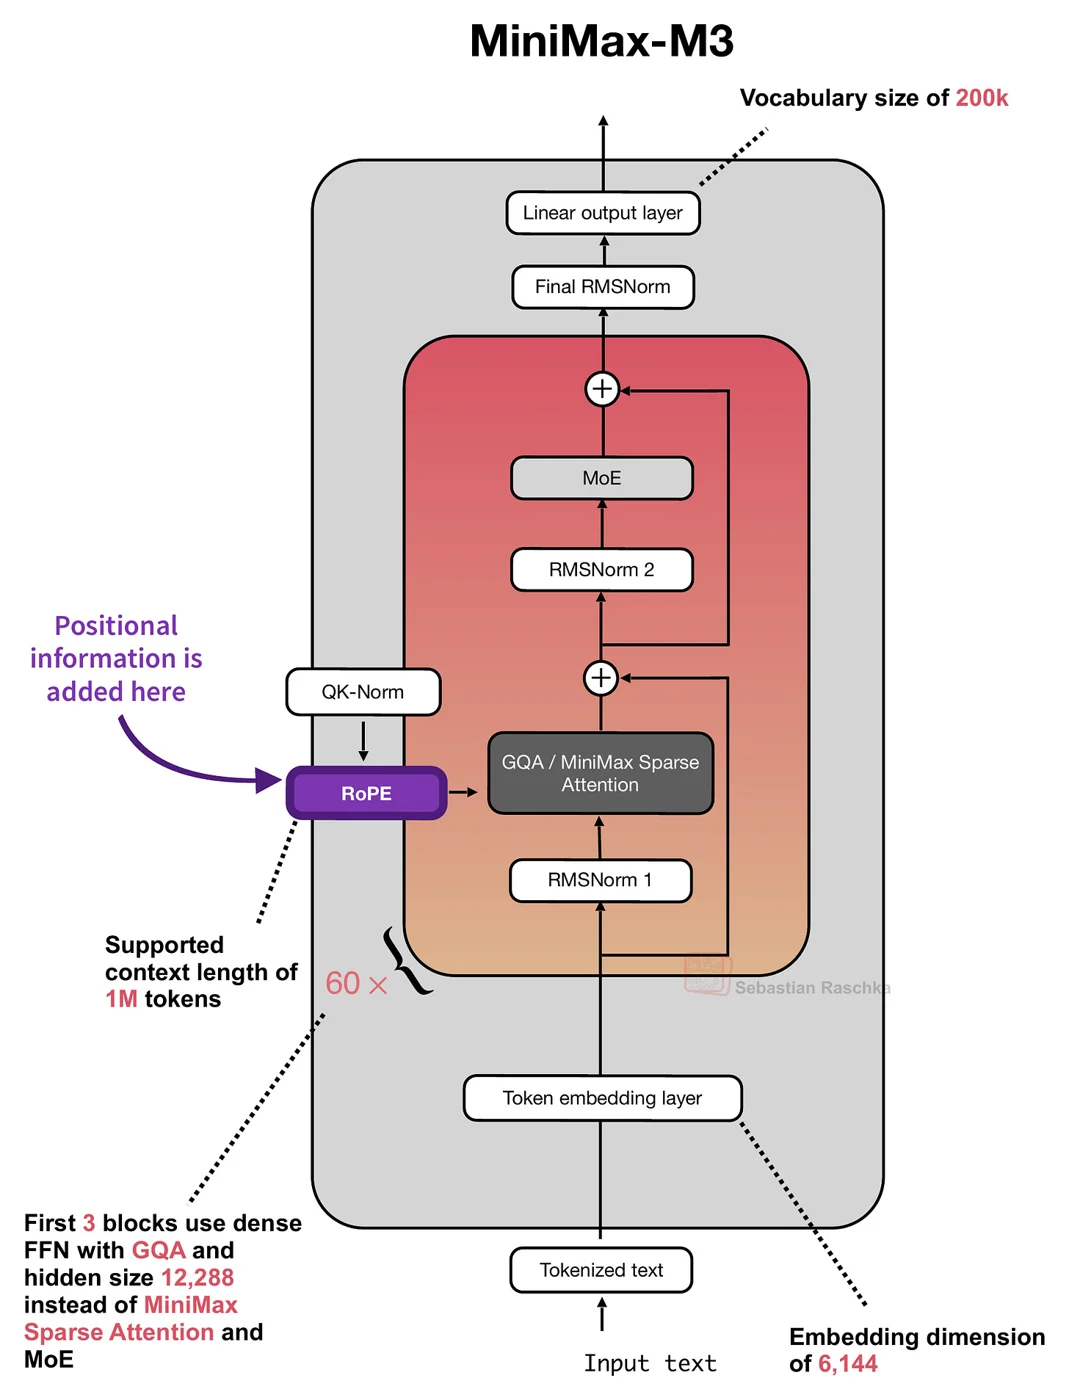 MiniMax-M3
Vocabulary size of 200k
Linear output layer
Final RMSNorm
MoE
RMSNorm 2
Positional
information is
added here
QK-Norm
GQA / MiniMax Sparse
Attention
RoPE
RMSNorm 1
Supported
context length of
1M tokens
60 ×
Sebastian Raschka
Token embedding layer
First 3 blocks use dense
FFN with GQA and
hidden size 12,288
instead of MiniMax
Sparse Attention and
MoE
Tokenized text
Input text
Embedding dimension
of 6,144